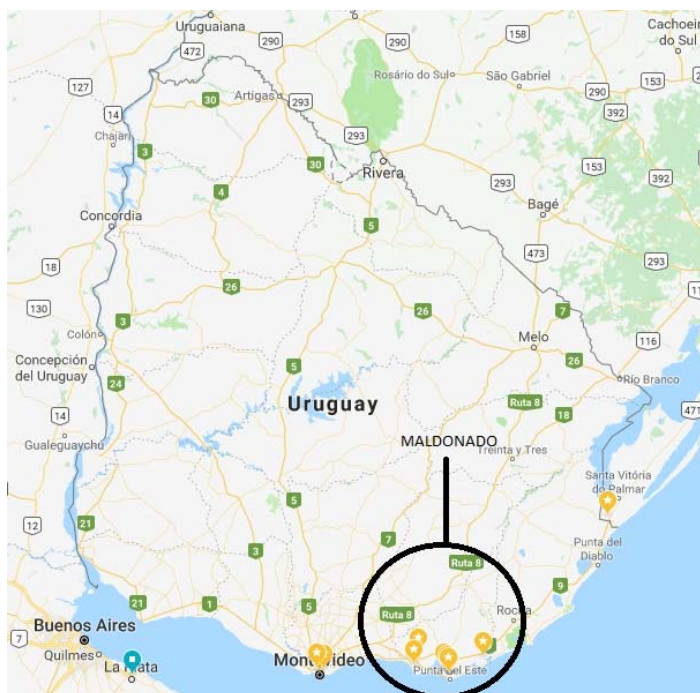 Uruguaiana
Cachoeira
do Sul
290
158
472
290
Rosário do Sul
São Gabriel
153
127
293
290
14
30
Artigas
293
392
Chajarí
3
293
153
30
Rivera
4
293
392
Concordia
5
Bagé
473
18
293
26
130
3
26
7
Colón
Melo
116
Concepción
del Uruguay
5
26
24
Río Branco
Uruguay
Ruta 8
18
471
14
MALDONADO
Gualeguaychú
Treinta y Tres
Santa Vitória
do Palmar
5
12
21
7
Punta del
Diablo
3
Ruta 8
9
21
1
5
Ruta 8
Rocha
Buenos Aires
7
Quilmes
Montevideo
La Plata
Punta del Este